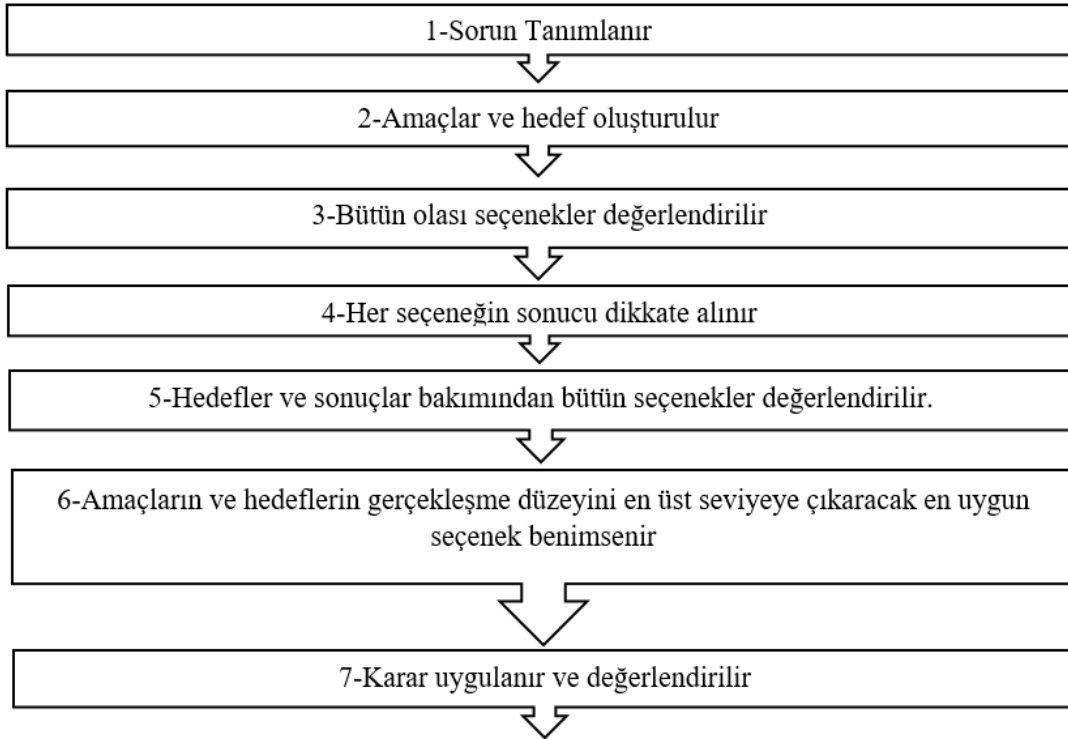 1-Sorun Tanımlanır
2-Amaçlar ve hedef oluşturulur
3-Bütün olası seçenekler değerlendirilir
4-Her seçeneğin sonucu dikkate alınır
5-Hedefler ve sonuçlar bakımından bütün seçenekler değerlendirilir.
6-Amaçların ve hedeflerin gerçekleşme düzeyini en üst seviyeye çıkaracak en uygun
seçenek benimsenir
7-Karar uygulanır ve değerlendirilir